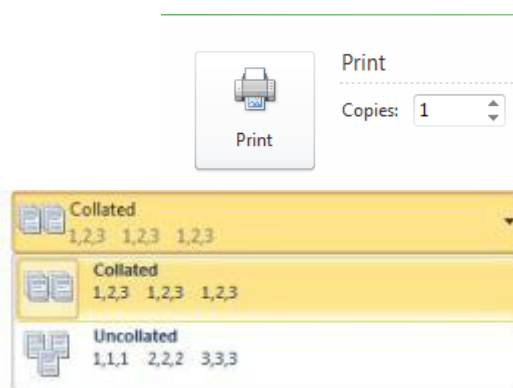 Print
Copies: 1
Print
Collated
1,2,3 1,2,3 1,2,3
Collated
1,2,3 1,2,3 1,2,3
Uncollated
1,1,1 2,2,2 3,3,3